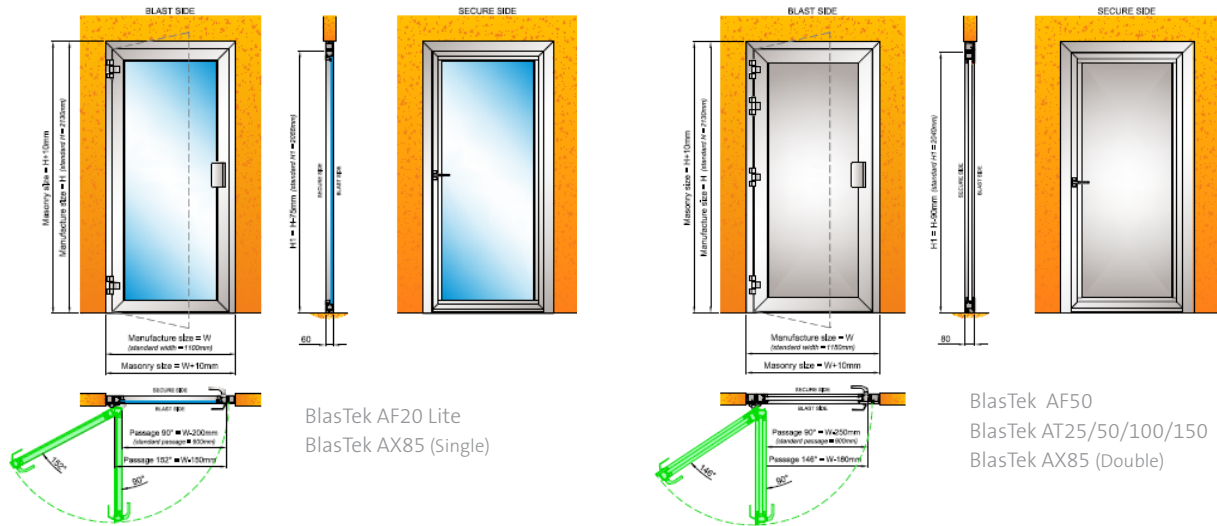 BLAST SIDE
Masonry size = H+10mm
Manufacture size = H (standard H = 2130mm)
H1 = H-75mm (standard H1 =
SECURE SIDE
BLAST SIDE
SECURE SIDE
Manufacture size = W
(standard width = 1100mm)
Masonry size = W+10mm
60
SECURE SIDE
BLAST SIDE
Passage 90° = W-200mm
(standard passage = 900mm)
Passage 152° = W-150mm
152°
90°
BlasTek AF20 Lite
BlasTek AX85 (Single)
BLAST SIDE
Masonry size = H+10mm
Manufacture size = H (standard H = 2130mm)
H1 = H-90mm (standard H1 = 2040mm)
SECURE SIDE
BLAST SIDE
SECURE SIDE
Manufacture size = W
(standard width = 1150mm)
Masonry size = W+10mm
80
SECURE SIDE
BLAST SIDE
Passage 90° = W-250mm
(standard passage = 900mm)
Passage 146° = W-180mm
146°
90°
BlasTek AF50
BlasTek AT25/50/100/150
BlasTek AX85 (Double)